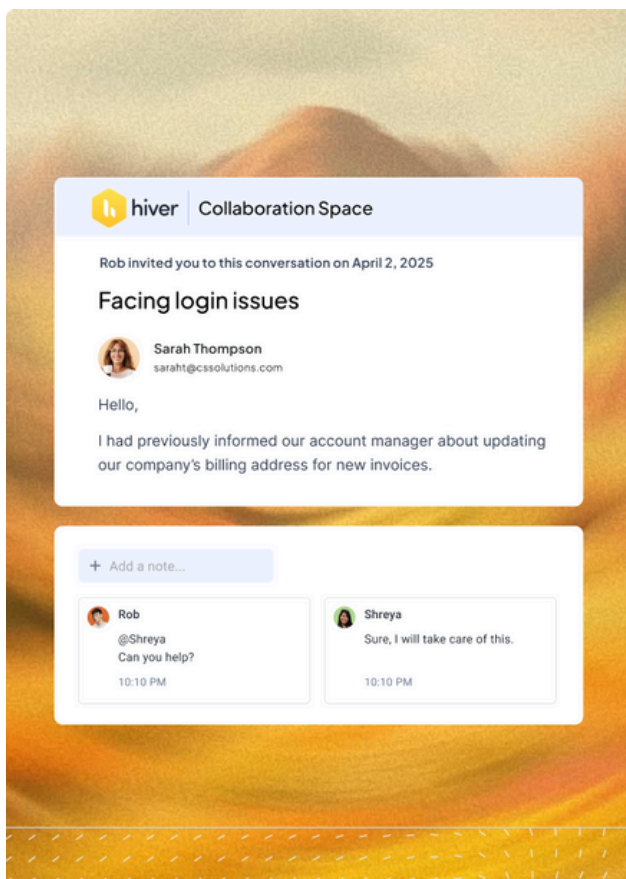 hiver Collaboration Space
Rob invited you to this conversation on April 2, 2025
Facing login issues
Sarah Thompson
saraht@cssolutions.com
Hello,
I had previously informed our account manager about updating
our company's billing address for new invoices.
+ Add a note...
Rob
@Shreya
Can you help?
10:10 PM
Shreya
Sure, I will take care of this.
10:10 PM